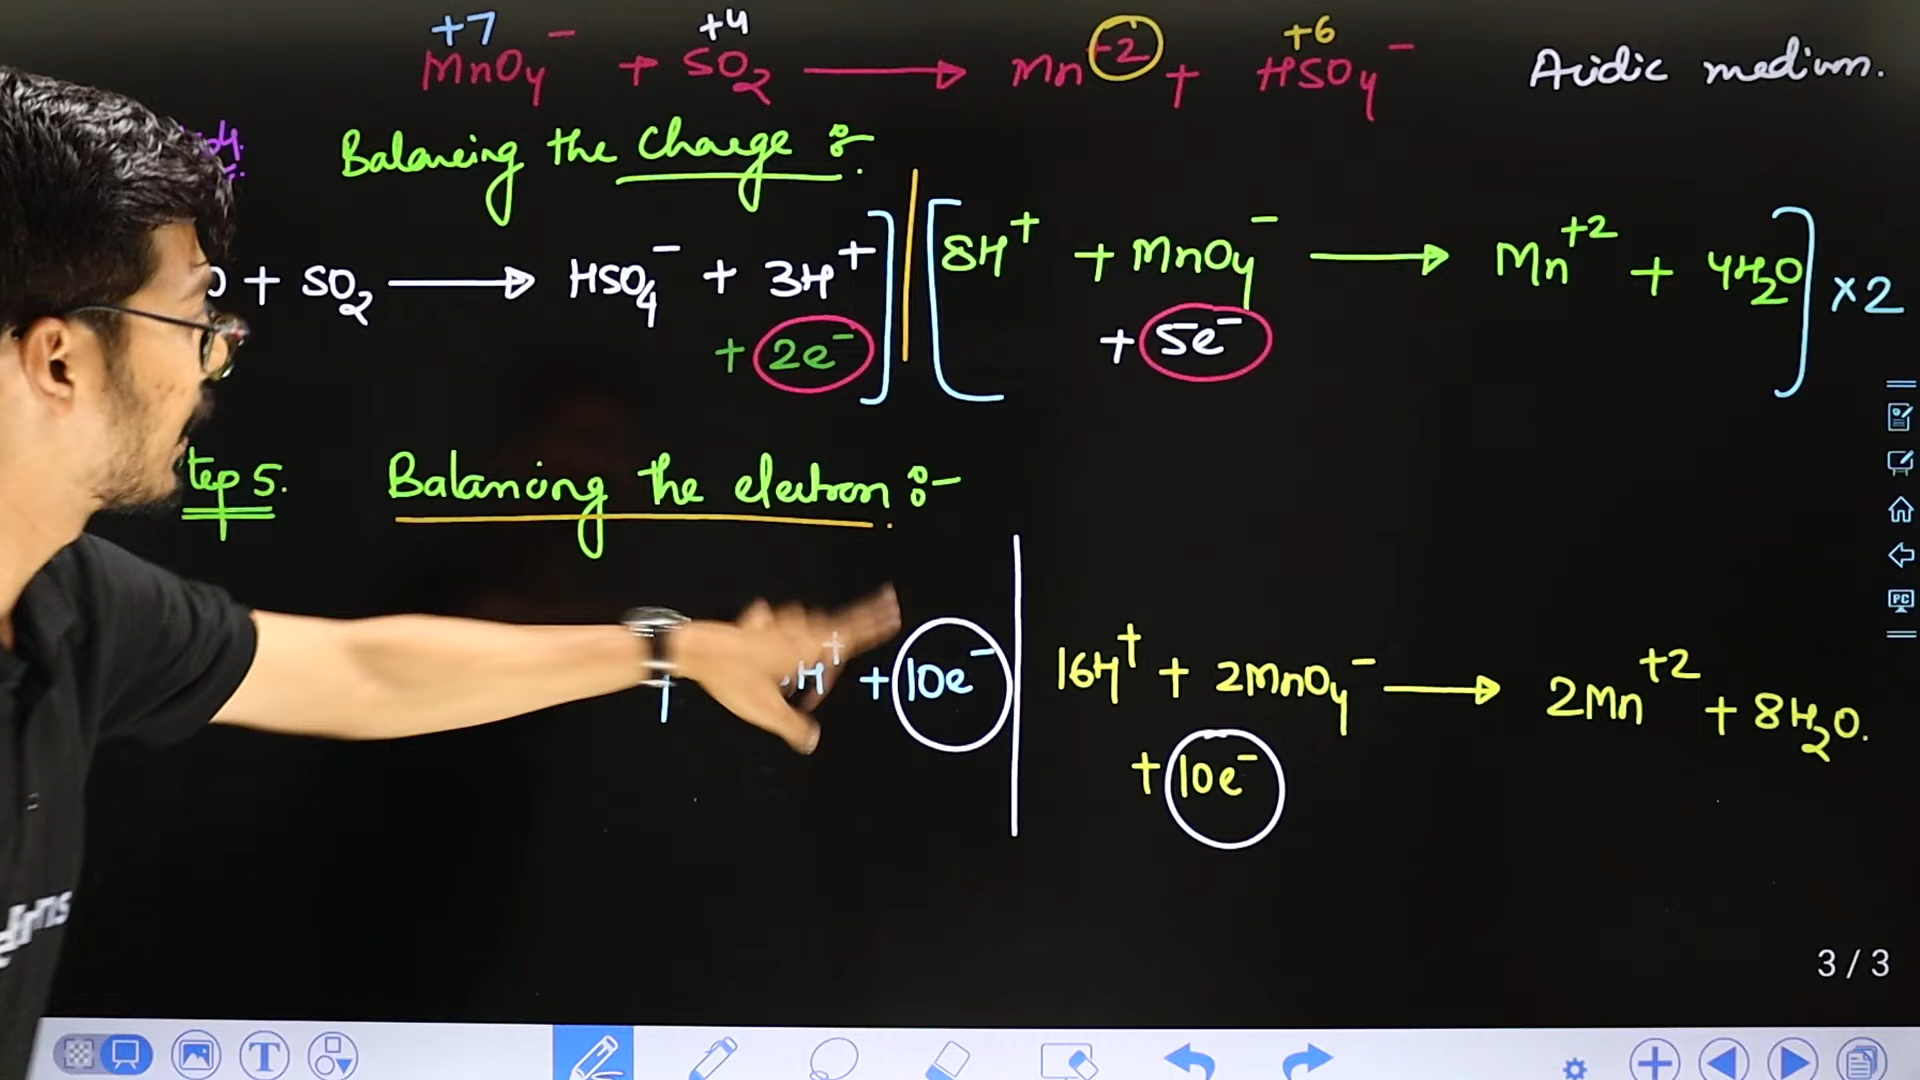 +7 +4 +6
MnO4⁻ + SO2 ⟶ Mn+2 + HSO4⁻ Acidic medium.
Balancing the charge :-
+ SO2 ⟶ HSO4⁻ + 3H⁺ ] [ 8H⁺ + MnO4⁻ ⟶ Mn⁺² + 4H2O ] ×2
+ 2e⁻ + 5e⁻
tep 5. Balancing the electron :-
H⁺ + 10e⁻ 16H⁺ + 2MnO4⁻ ⟶ 2Mn⁺² + 8H2O.
+ 10e⁻
PC
3 / 3
T